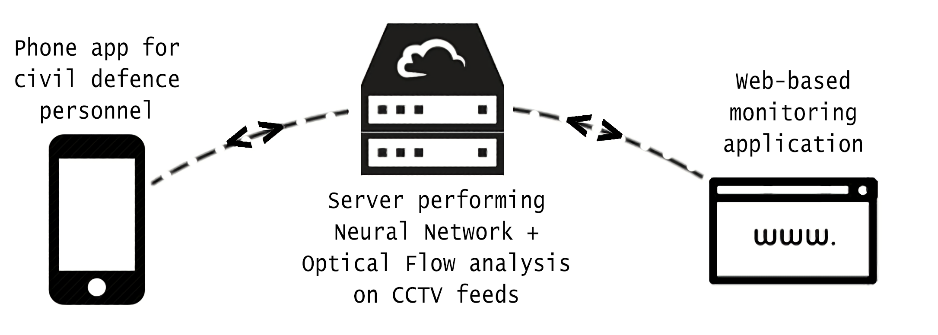 Phone app for
civil defence
personnel
Server performing
Neural Network +
Optical Flow analysis
on CCTV feeds
Web-based
monitoring
application
www.